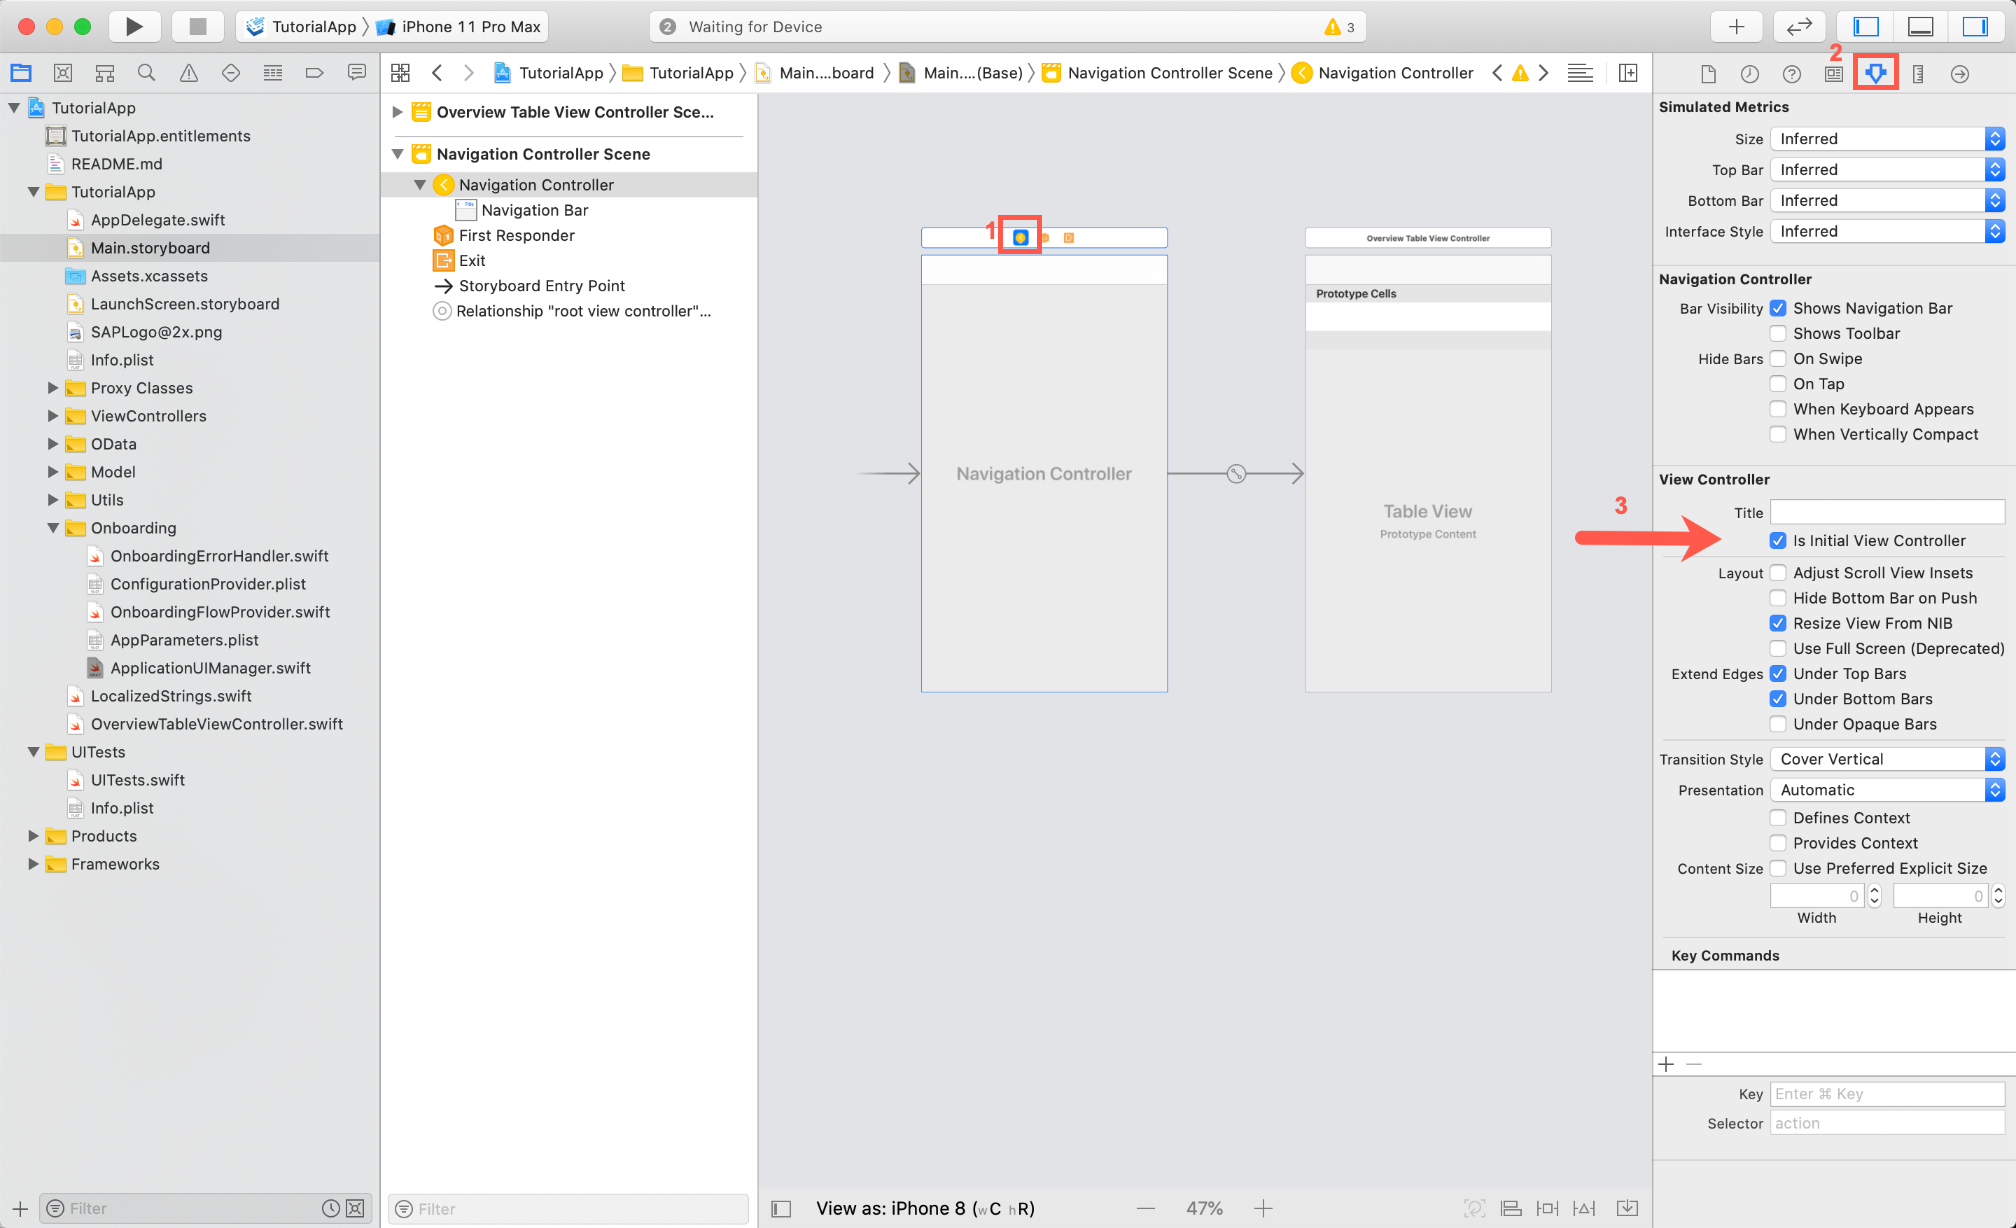 TutorialApp
iPhone 11 Pro Max
2 Waiting for Device
3
TutorialApp
TutorialApp
Main....board
Main....(Base)
Navigation Controller Scene
Navigation Controller
2
TutorialApp
TutorialApp.entitlements
README.md
TutorialApp
AppDelegate.swift
Main.storyboard
Assets.xcassets
LaunchScreen.storyboard
SAPLogo@2x.png
Info.plist
Proxy Classes
ViewControllers
OData
Model
Utils
Onboarding
OnboardingErrorHandler.swift
ConfigurationProvider.plist
OnboardingFlowProvider.swift
AppParameters.plist
ApplicationUIManager.swift
LocalizedStrings.swift
OverviewTableViewController.swift
UITests
UITests.swift
Info.plist
Products
Frameworks
Filter
Overview Table View Controller Sce...
Navigation Controller Scene
Navigation Controller
Navigation Bar
First Responder
Exit
Storyboard Entry Point
Relationship "root view controller"...
Filter
1
Navigation Controller
Overview Table View Controller
Prototype Cells
Table View
Prototype Content
3
View as: iPhone 8 (wC hR)
47%
Simulated Metrics
Size Inferred
Top Bar Inferred
Bottom Bar Inferred
Interface Style Inferred
Navigation Controller
Bar Visibility Shows Navigation Bar
Shows Toolbar
Hide Bars On Swipe
On Tap
When Keyboard Appears
When Vertically Compact
View Controller
Title
Is Initial View Controller
Layout Adjust Scroll View Insets
Hide Bottom Bar on Push
Resize View From NIB
Use Full Screen (Deprecated)
Extend Edges Under Top Bars
Under Bottom Bars
Under Opaque Bars
Transition Style Cover Vertical
Presentation Automatic
Defines Context
Provides Context
Content Size Use Preferred Explicit Size
0 0
Width Height
Key Commands
Key Enter ⌘ Key
Selector action